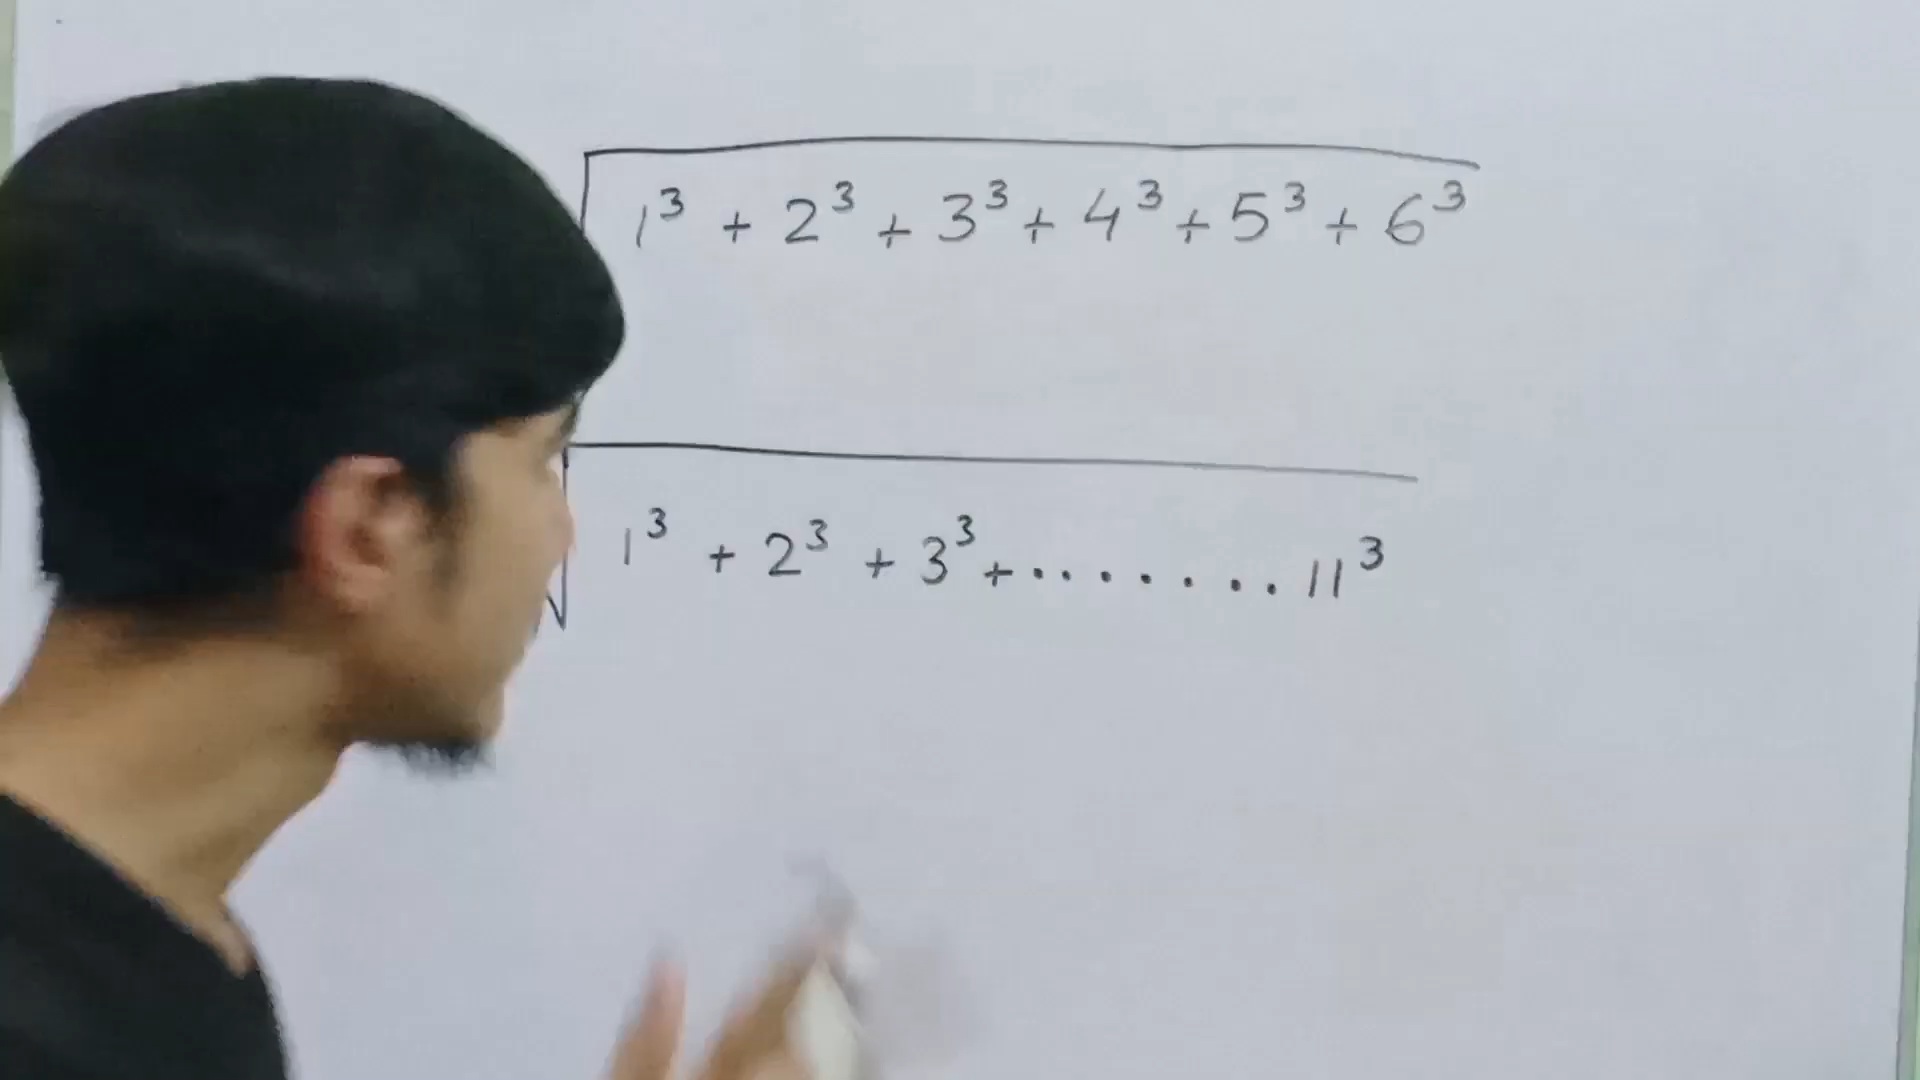 √1³ + 2³ + 3³ + 4³ + 5³ + 6³
√1³ + 2³ + 3³ + ........ 11³